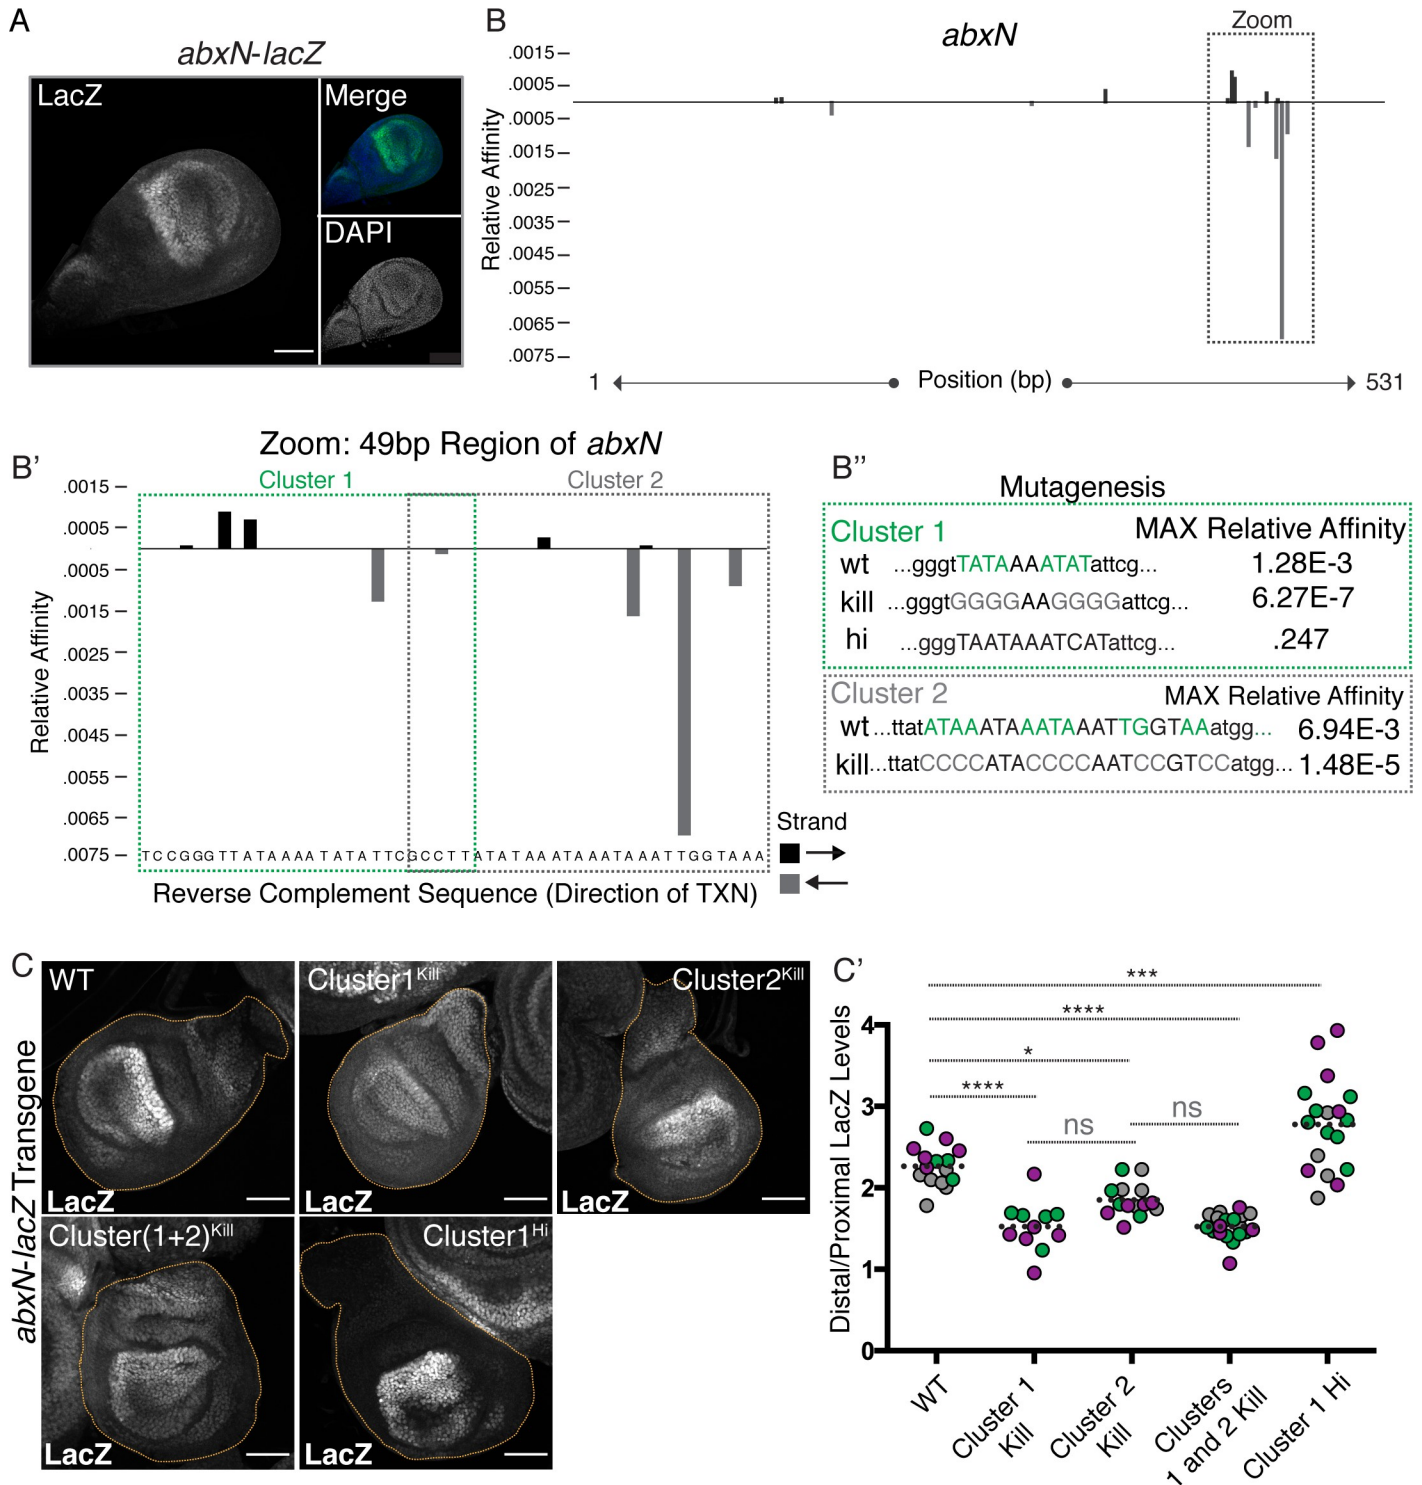 A
abxN-lacZ
LacZ
Merge
DAPI
B
abxN
Zoom
Relative Affinity
.0015
.0005
.0005
.0015
.0025
.0035
.0045
.0055
.0065
.0075
1
Position (bp)
531
B’
Zoom: 49bp Region of abxN
Cluster 1
Cluster 2
Relative Affinity
.0015
.0005
.0005
.0015
.0025
.0035
.0045
.0055
.0065
.0075
TCCGGGTTATAAAATATATTCGCCTTATATAAATAAATAAATTGGTAAA
Reverse Complement Sequence (Direction of TXN)
Strand
B’’
Mutagenesis
Cluster 1 MAX Relative Affinity
wt ...gggtTATAAAATATattcg... 1.28E-3
kill ...gggtGGGGAAGGGGattcg... 6.27E-7
hi ...gggTAATAAATCATattcg... .247
Cluster 2 MAX Relative Affinity
wt ...ttatATAAATAAATAAATTGGTAAatgg... 6.94E-3
kill...ttatCCCCATACCCCAATCCGTCCatgg... 1.48E-5
C
abxN-lacZ Transgene
WT
LacZ
Cluster1Kill
LacZ
Cluster2Kill
LacZ
Cluster(1+2)Kill
LacZ
Cluster1Hi
LacZ
C’
Distal/Proximal LacZ Levels
4
3
2
1
0
***
****
*
****
ns
ns
WT
Cluster 1
Kill
Cluster 2
Kill
Clusters
1 and 2 Kill
Cluster 1 Hi